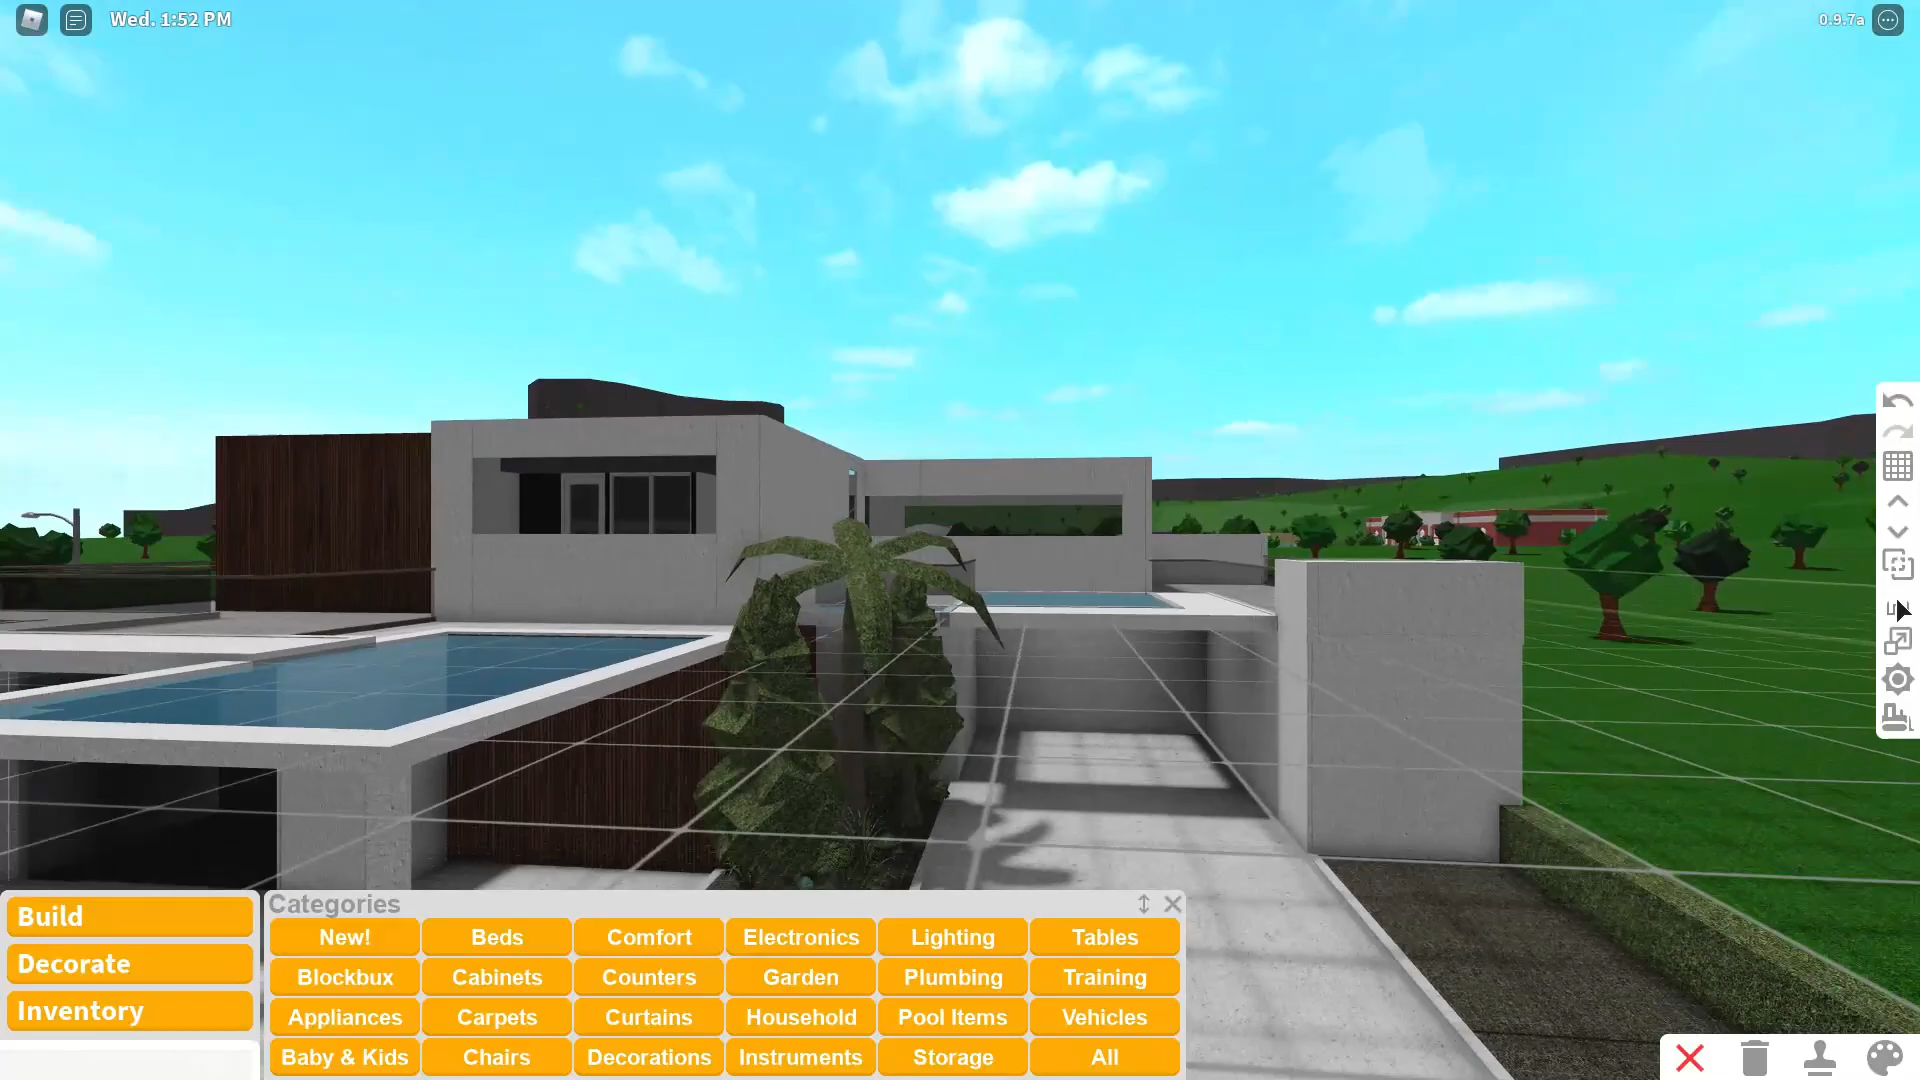 Wed. 1:52 PM
0.9.7a
Build
Decorate
Inventory
Categories
New! Beds Comfort Electronics Lighting Tables
Blockbux Cabinets Counters Garden Plumbing Training
Appliances Carpets Curtains Household Pool Items Vehicles
Baby & Kids Chairs Decorations Instruments Storage All